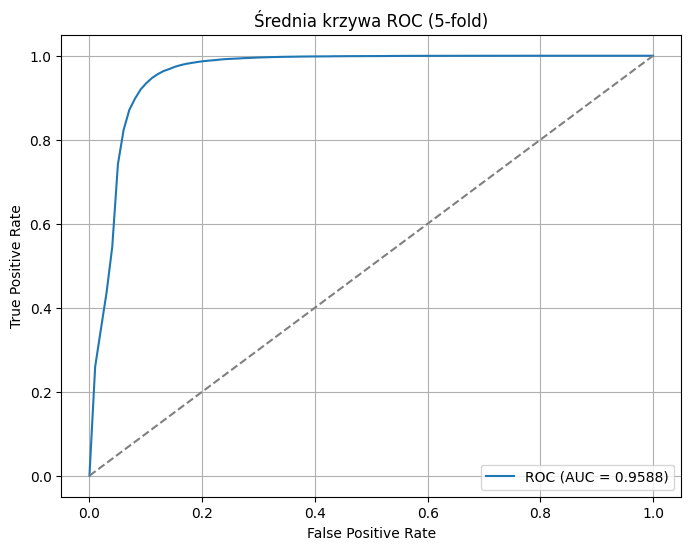 Średnia krzywa ROC (5-fold)
True Positive Rate
1.0
0.8
0.6
0.4
0.2
0.0
ROC (AUC = 0.9588)
0.0 0.2 0.4 0.6 0.8 1.0
False Positive Rate